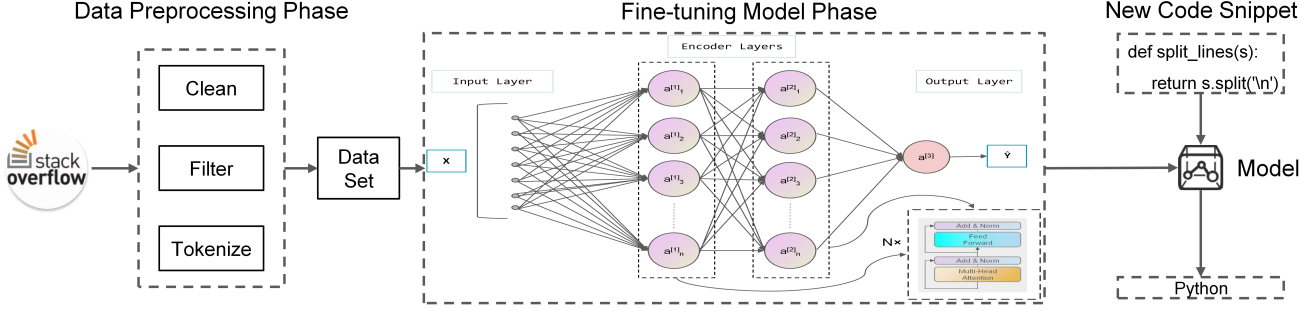 Data Preprocessing Phase
Clean
Filter
Tokenize
stack
overflow
Data
Set
Fine-tuning Model Phase
Encoder Layers
Input Layer
Output Layer
X
a[1]1
a[1]2
a[1]3
a[1]n
a[2]1
a[2]2
a[2]3
a[2]n
a[3]
Ŷ
N×
Add & Norm
Feed
Forward
Add & Norm
Multi-Head
Attention
New Code Snippet
def split_lines(s):
return s.split('\n')
Model
Python